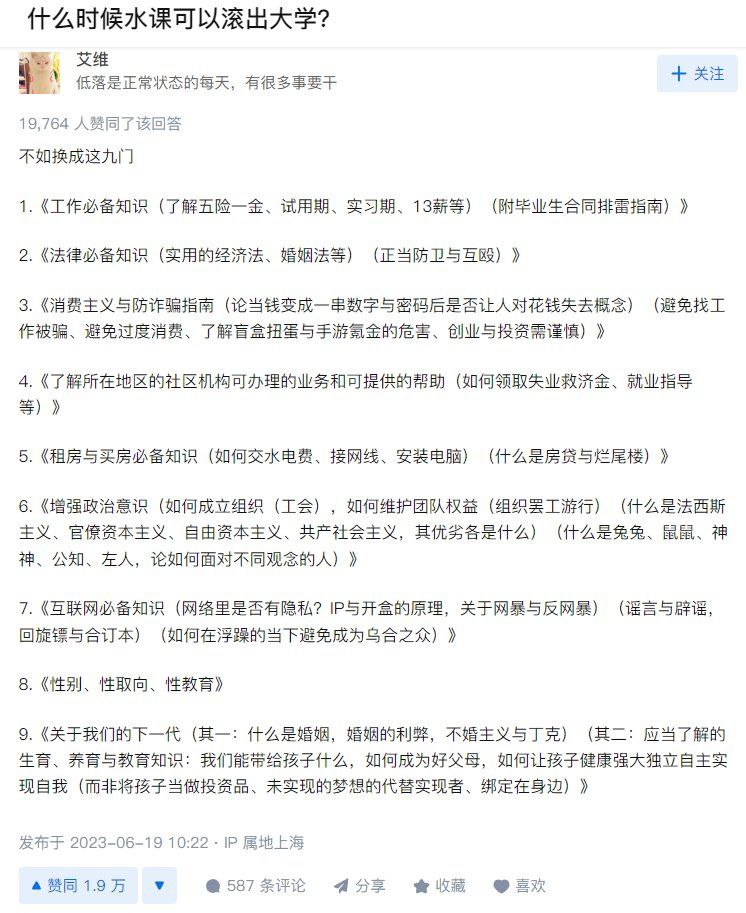 什么时候水课可以滚出大学?
艾维
低落是正常状态的每天，有很多事要干
+ 关注
19,764 人赞同了该回答
不如换成这九门
1.《工作必备知识（了解五险一金、试用期、实习期、13薪等）（附毕业生合同排雷指南）》
2.《法律必备知识（实用的经济法、婚姻法等）（正当防卫与互殴）》
3.《消费主义与防诈骗指南（论当钱变成一串数字与密码后是否让人对花钱失去概念）（避免找工
作被骗、避免过度消费、了解盲盒扭蛋与手游氪金的危害、创业与投资需谨慎）》
4.《了解所在地区的社区机构可办理的业务和可提供的帮助（如何领取失业救济金、就业指导
等）》
5.《租房与买房必备知识（如何交水电费、接网线、安装电脑）（什么是房贷与烂尾楼）》
6.《增强政治意识（如何成立组织（工会），如何维护团队权益（组织罢工游行）（什么是法西斯
主义、官僚资本主义、自由资本主义、共产社会主义，其优劣各是什么）（什么是兔兔、鼠鼠、神
神、公知、左人，论如何面对不同观念的人）》
7.《互联网必备知识（网络里是否有隐私？IP与开盒的原理，关于网暴与反网暴）（谣言与辟谣，
回旋镖与合订本）（如何在浮躁的当下避免成为乌合之众）》
8.《性别、性取向、性教育》
9.《关于我们的下一代（其一：什么是婚姻，婚姻的利弊，不婚主义与丁克）（其二：应当了解的
生育、养育与教育知识：我们能带给孩子什么，如何成为好父母，如何让孩子健康强大独立自主实
现自我（而非将孩子当做投资品、未实现的梦想的代替实现者、绑定在身边）》
发布于 2023-06-19 10:22 · IP 属地上海
赞同 1.9 万
587 条评论
分享
收藏
喜欢